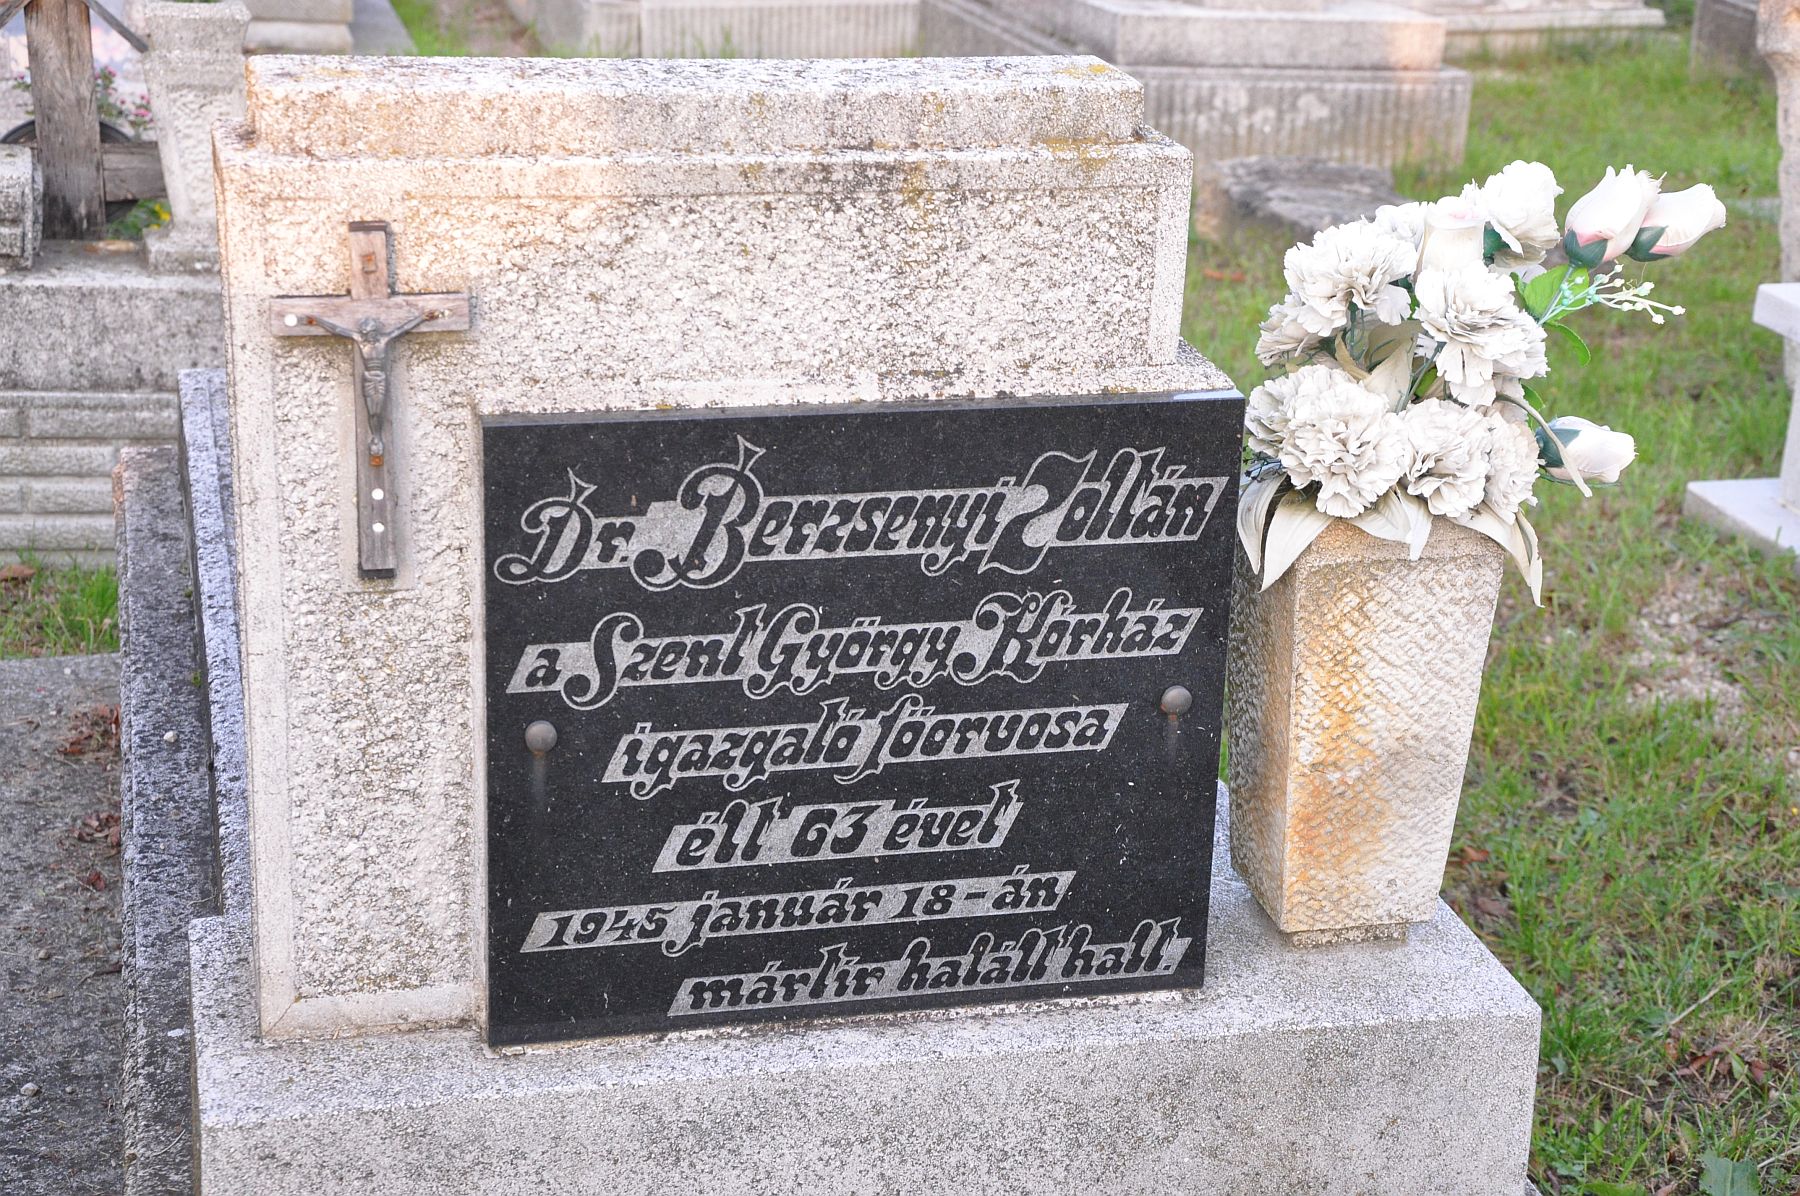 Dr. Berzsenyi Zoltán
a Szent György Kórház
igazgató főorvosa
élt 63 évet
1945 január 18-án
mártír halált halt.